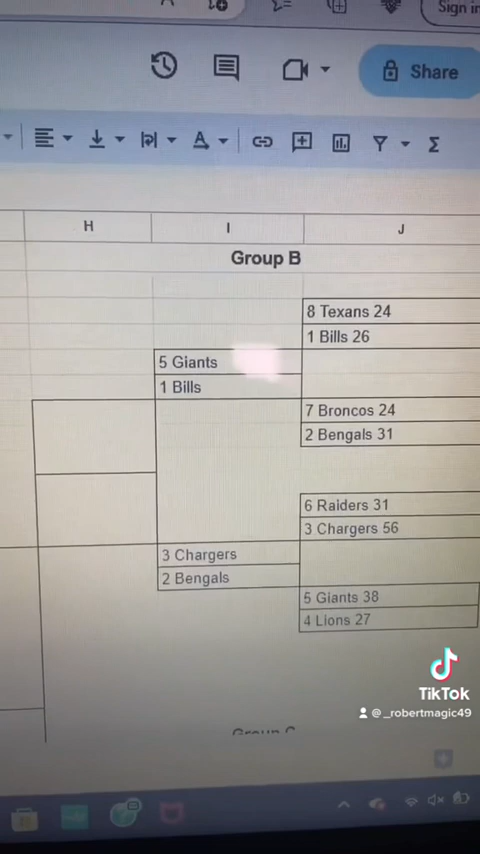 Sign in
Share
H I J
Group B
8 Texans 24
1 Bills 26
5 Giants
1 Bills
7 Broncos 24
2 Bengals 31
6 Raiders 31
3 Chargers 56
3 Chargers
2 Bengals
5 Giants 38
4 Lions 27
TikTok
@_robertmagic49